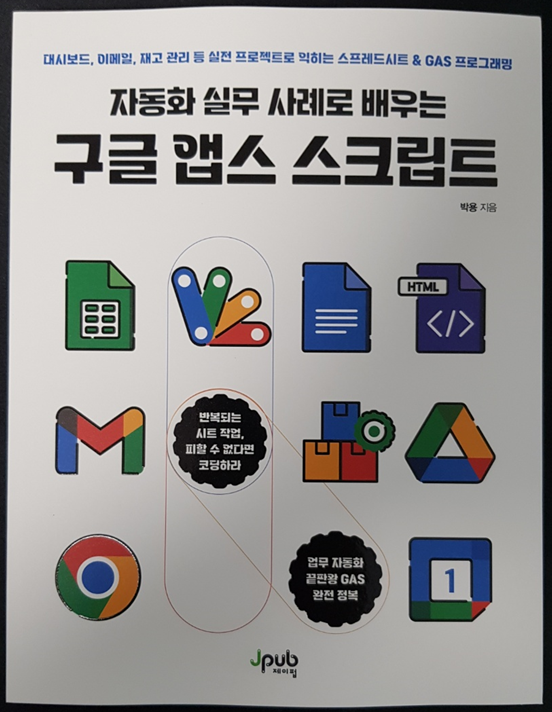 대시보드, 이메일, 재고 관리 등 실전 프로젝트로 익히는 스프레드시트 & GAS 프로그래밍
자동화 실무 사례로 배우는
구글 앱스 스크립트
박용 지음
HTML
</>
반복되는
시트 작업,
피할 수 없다면
코딩하라
업무 자동화
끝판왕 GAS
완전 정복
1
Jpub
제이펍